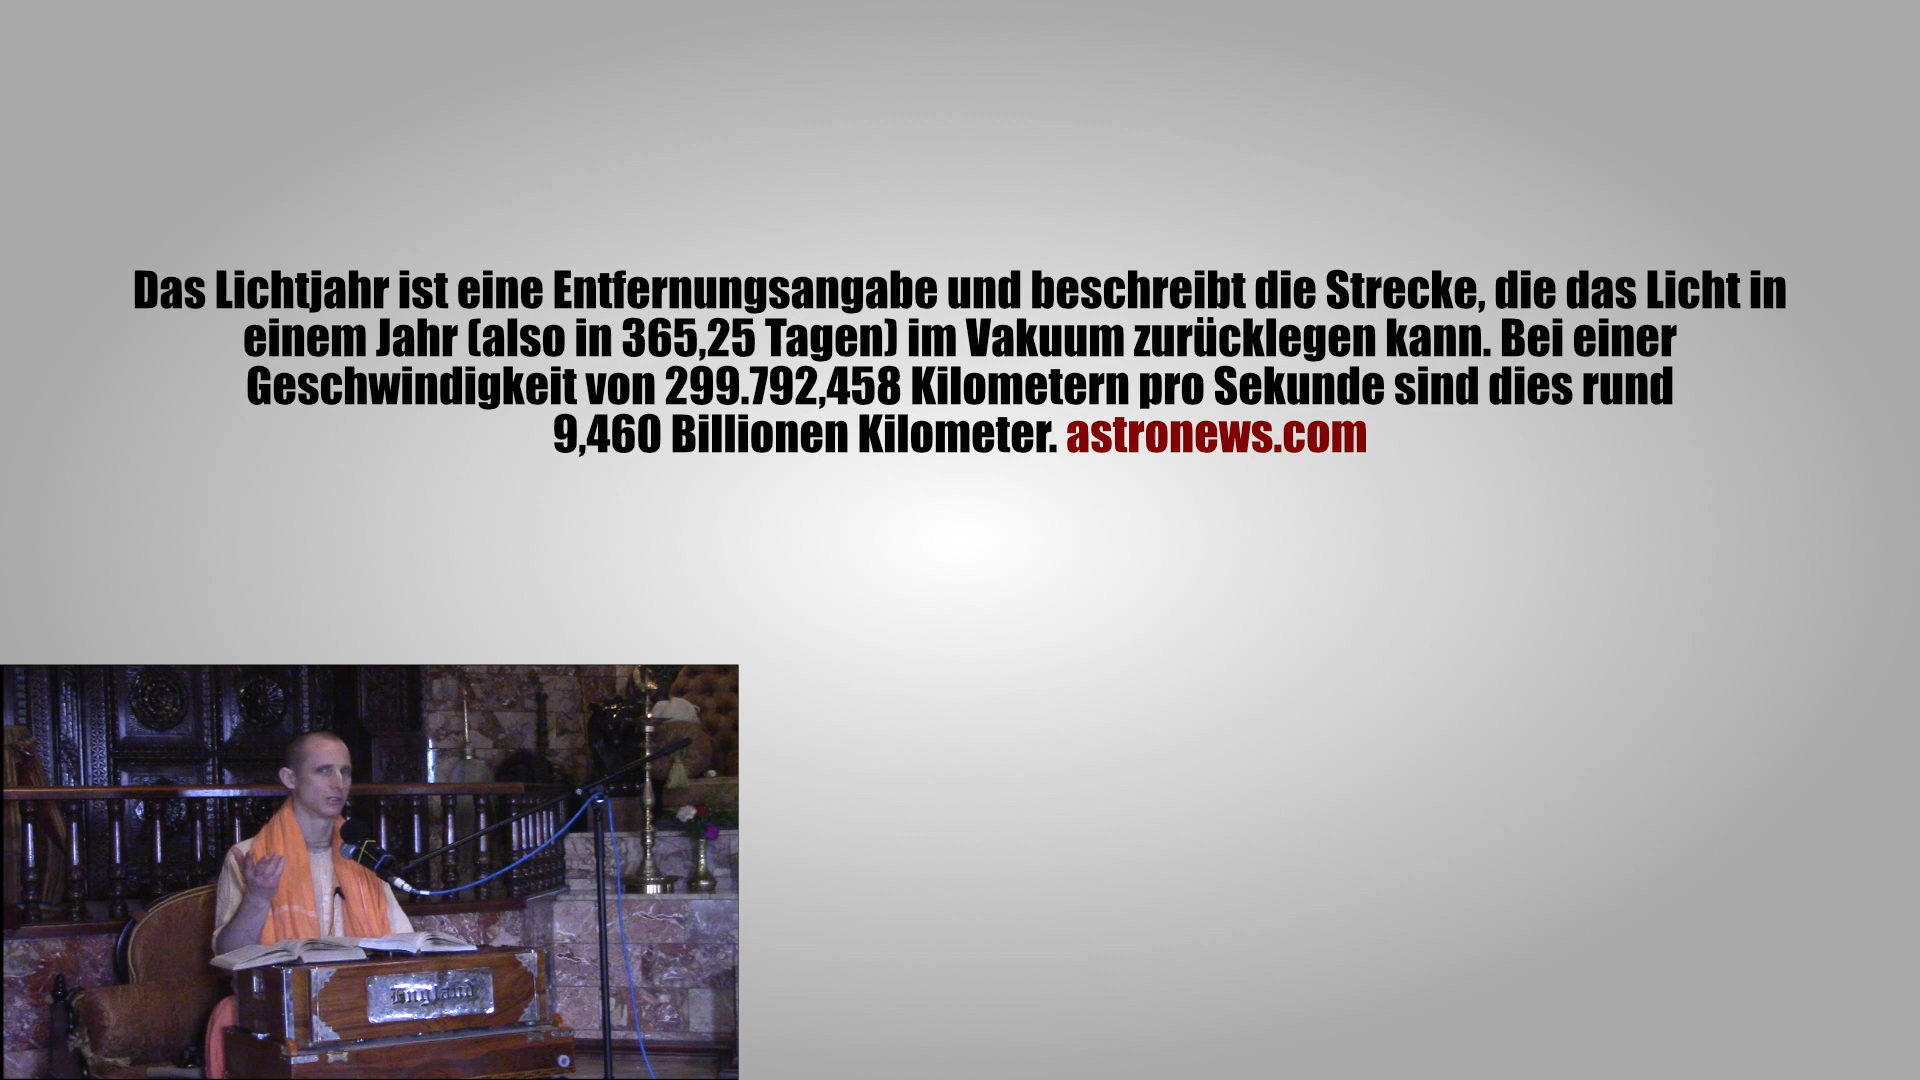 Das Lichtjahr ist eine Entfernungsangabe und beschreibt die Strecke, die das Licht in
einem Jahr (also in 365,25 Tagen) im Vakuum zurücklegen kann. Bei einer
Geschwindigkeit von 299.792,458 Kilometern pro Sekunde sind dies rund
9,460 Billionen Kilometer. astronews.com
England